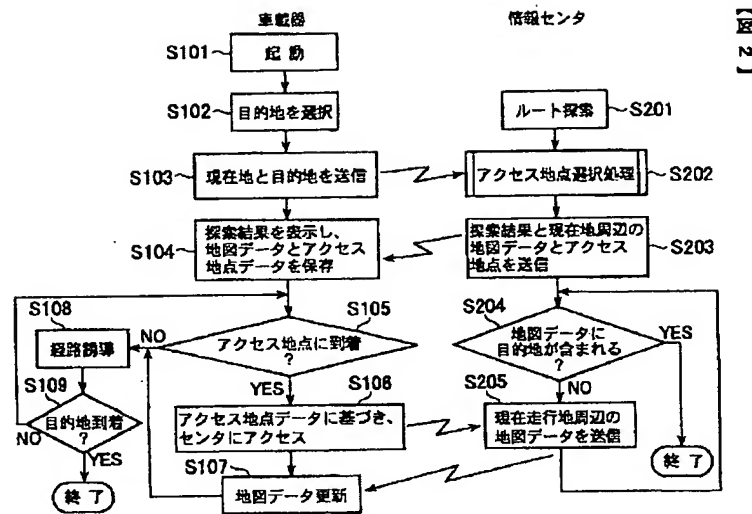 【図2】
車載器
情報センタ
S101
起動
S102
目的地を選択
ルート探索
S201
S103
現在地と目的地を送信
アクセス地点選択処理
S202
S104
探索結果を表示し、
地図データとアクセス
地点データを保存
探索結果と現在地周辺の
地図データとアクセス
地点を送信
S203
S108
経路誘導
NO
S105
アクセス地点に到着
?
YES
S204
地図データに
目的地が含まれる
?
YES
NO
S109
目的地到着
?
NO
YES
終了
S106
アクセス地点データに基づき、
センタにアクセス
S205
現在走行地周辺の
地図データを送信
終了
S107
地図データ更新